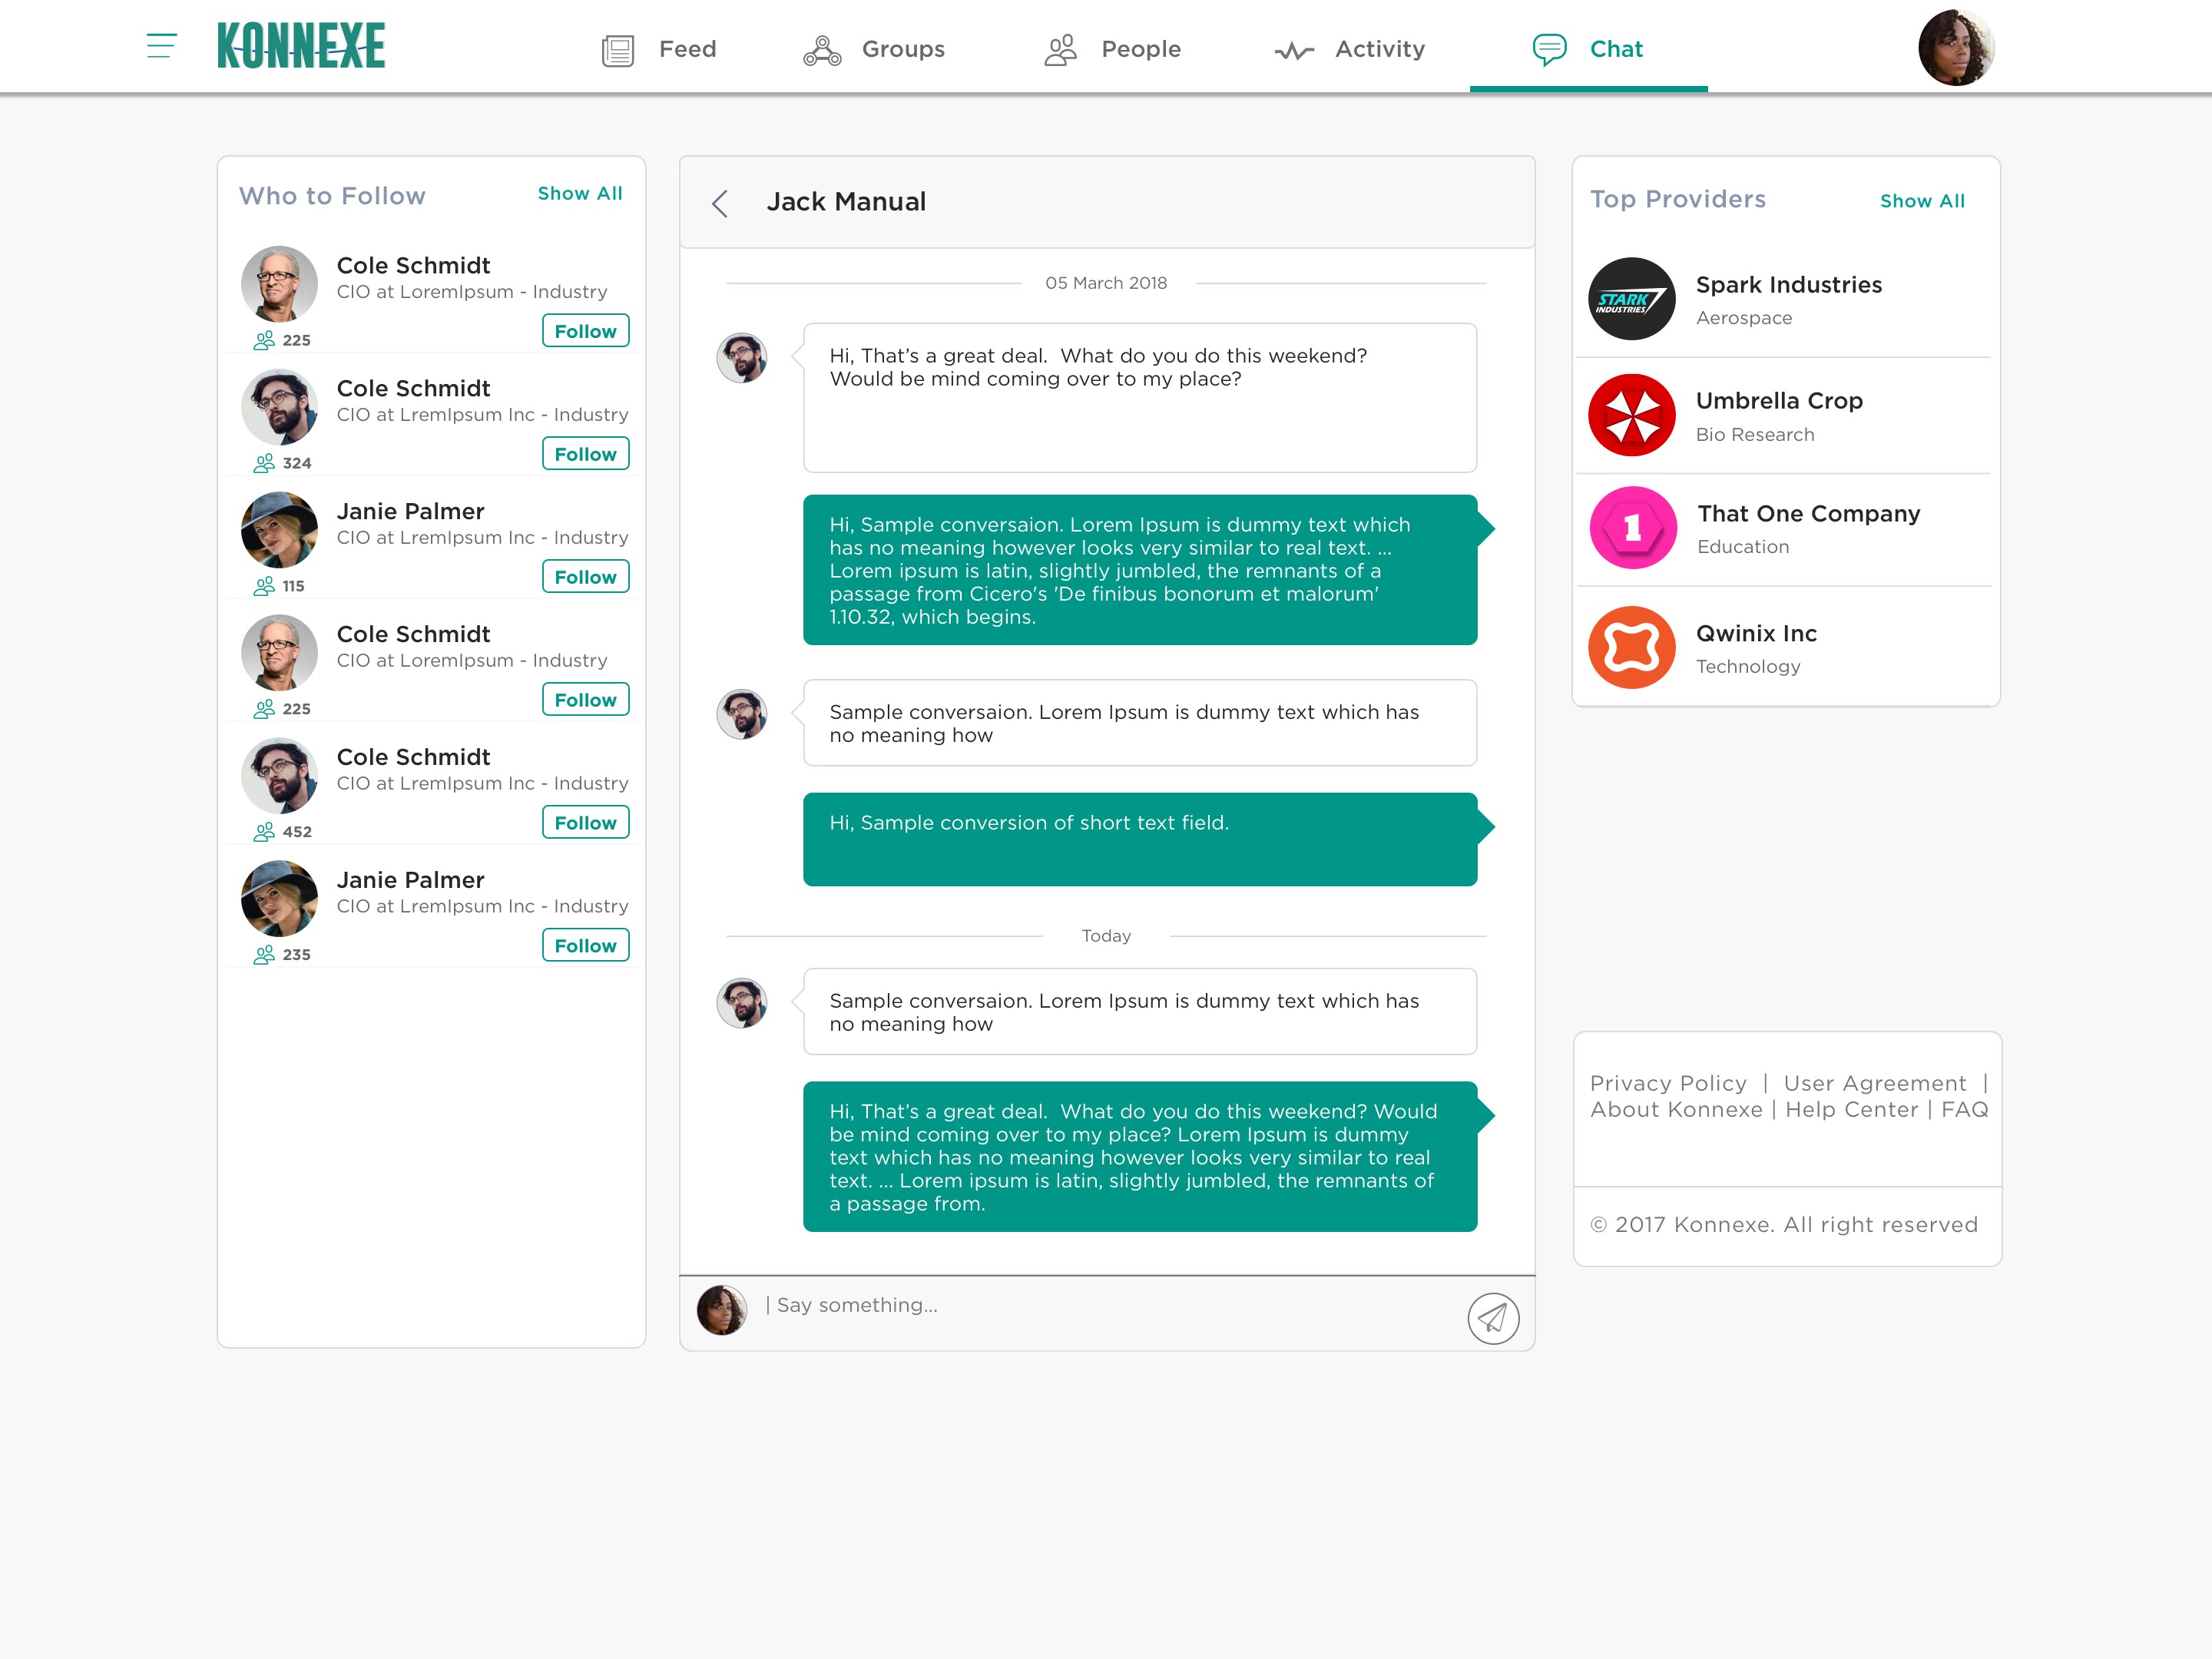 KONNEXE
Feed
Groups
People
Activity
Chat
Who to Follow
Show All
Cole Schmidt
CIO at LoremIpsum - Industry
225
Follow
Cole Schmidt
CIO at LremIpsum Inc - Industry
324
Follow
Janie Palmer
CIO at LremIpsum Inc - Industry
115
Follow
Cole Schmidt
CIO at LoremIpsum - Industry
225
Follow
Cole Schmidt
CIO at LremIpsum Inc - Industry
452
Follow
Janie Palmer
CIO at LremIpsum Inc - Industry
235
Follow
Jack Manual
05 March 2018
Hi, That’s a great deal.  What do you do this weekend?
Would be mind coming over to my place?
Hi, Sample conversaion. Lorem Ipsum is dummy text which
has no meaning however looks very similar to real text. ...
Lorem ipsum is latin, slightly jumbled, the remnants of a
passage from Cicero's 'De finibus bonorum et malorum'
1.10.32, which begins.
Sample conversaion. Lorem Ipsum is dummy text which has
no meaning how
Hi, Sample conversion of short text field.
Today
Sample conversaion. Lorem Ipsum is dummy text which has
no meaning how
Hi, That’s a great deal.  What do you do this weekend? Would
be mind coming over to my place? Lorem Ipsum is dummy
text which has no meaning however looks very similar to real
text. ... Lorem ipsum is latin, slightly jumbled, the remnants of
a passage from.
| Say something...
Top Providers
Show All
STARK
INDUSTRIES
Spark Industries
Aerospace
Umbrella Crop
Bio Research
1
That One Company
Education
Qwinix Inc
Technology
Privacy Policy | User Agreement |
About Konnexe | Help Center | FAQ
© 2017 Konnexe. All right reserved